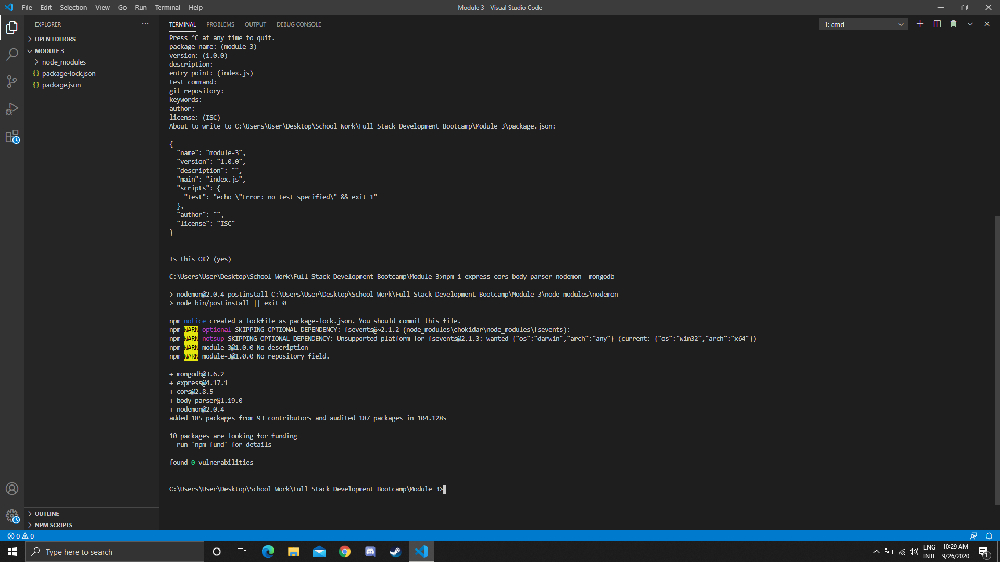 File Edit Selection View Go Run Terminal Help
Module 3 - Visual Studio Code
EXPLORER
OPEN EDITORS
MODULE 3
node_modules
{} package-lock.json
{} package.json
OUTLINE
NPM SCRIPTS
TERMINAL PROBLEMS OUTPUT DEBUG CONSOLE
1: cmd
Press ^C at any time to quit.
package name: (module-3)
version: (1.0.0)
description:
entry point: (index.js)
test command:
git repository:
keywords:
author:
license: (ISC)
About to write to C:\Users\User\Desktop\School Work\Full Stack Development Bootcamp\Module 3\package.json:
{
  "name": "module-3",
  "version": "1.0.0",
  "description": "",
  "main": "index.js",
  "scripts": {
    "test": "echo \"Error: no test specified\" && exit 1"
  },
  "author": "",
  "license": "ISC"
}
Is this OK? (yes)
C:\Users\User\Desktop\School Work\Full Stack Development Bootcamp\Module 3>npm i express cors body-parser nodemon  mongodb
> nodemon@2.0.4 postinstall C:\Users\User\Desktop\School Work\Full Stack Development Bootcamp\Module 3\node_modules\nodemon
> node bin/postinstall || exit 0
npm notice created a lockfile as package-lock.json. You should commit this file.
npm WARN optional SKIPPING OPTIONAL DEPENDENCY: fsevents@~2.1.2 (node_modules\chokidar\node_modules\fsevents):
npm WARN notsup SKIPPING OPTIONAL DEPENDENCY: Unsupported platform for fsevents@2.1.3: wanted {"os":"darwin","arch":"any"} (current: {"os":"win32","arch":"x64"})
npm WARN module-3@1.0.0 No description
npm WARN module-3@1.0.0 No repository field.
+ mongodb@3.6.2
+ express@4.17.1
+ cors@2.8.5
+ body-parser@1.19.0
+ nodemon@2.0.4
added 185 packages from 93 contributors and audited 187 packages in 104.128s
10 packages are looking for funding
  run `npm fund` for details
found 0 vulnerabilities
C:\Users\User\Desktop\School Work\Full Stack Development Bootcamp\Module 3>
0 0
Type here to search
ENG
INTL
10:29 AM
9/26/2020
1